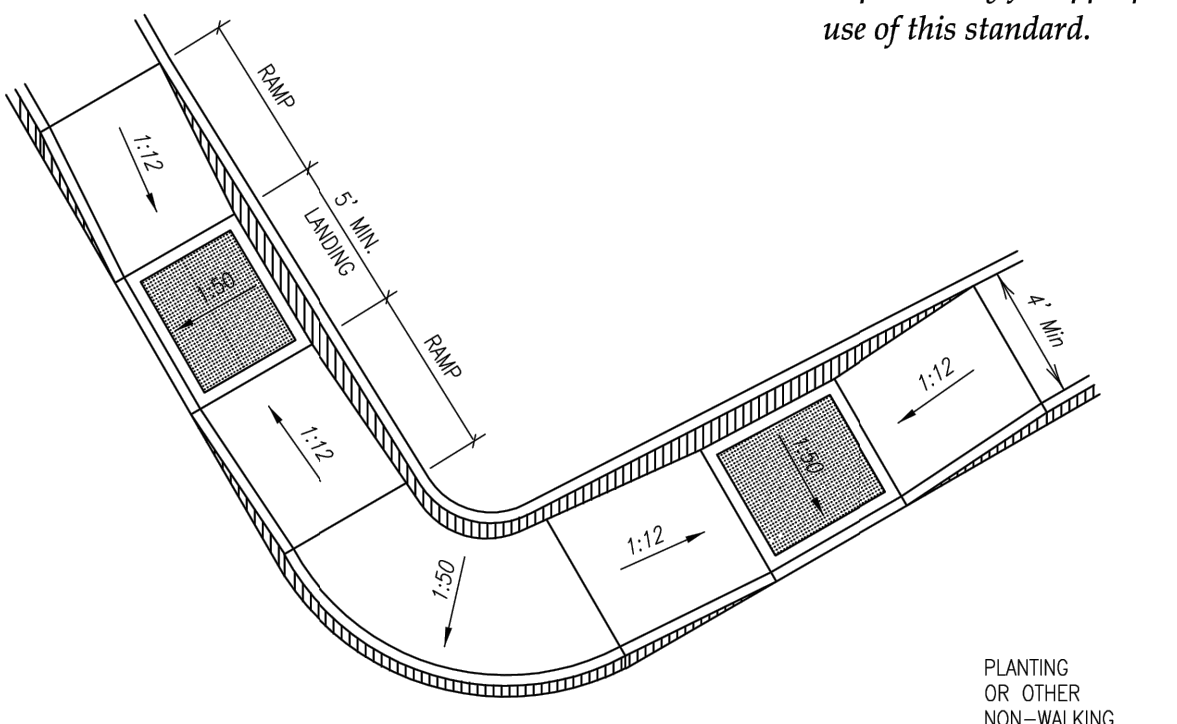 use of this standard.
RAMP
1:12
5' MIN.
LANDING
1:50
4' Min
RAMP
1:12
1:12
1:50
1:12
1:50
PLANTING
OR OTHER
NON-WALKING